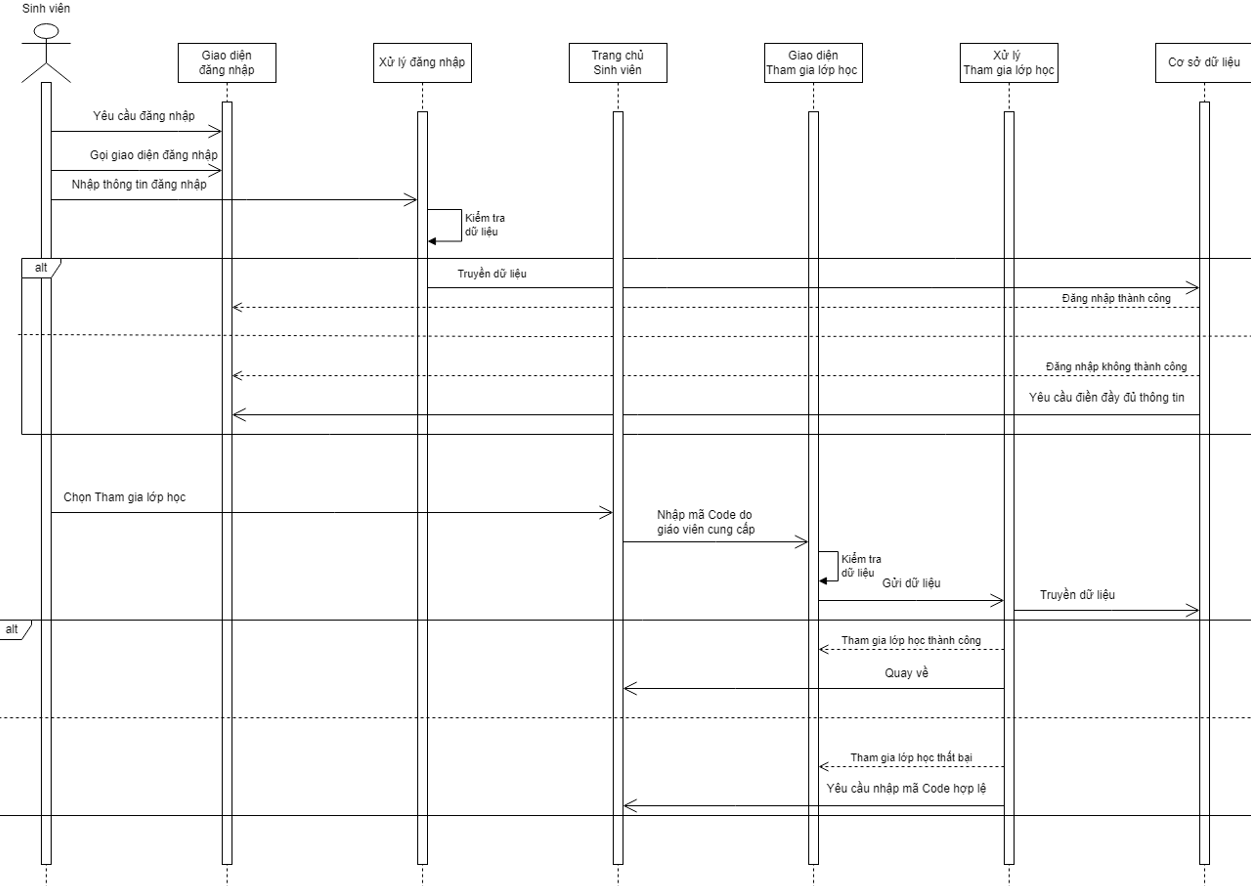 Sinh viên
Giao diện
đăng nhập
Xử lý đăng nhập
Trang chủ
Sinh viên
Giao diện
Tham gia lớp học
Xử lý
Tham gia lớp học
Cơ sở dữ liệu
Yêu cầu đăng nhập
Gọi giao diện đăng nhập
Nhập thông tin đăng nhập
Kiểm tra
dữ liệu
alt
Truyền dữ liệu
Đăng nhập thành công
Đăng nhập không thành công
Yêu cầu điền đầy đủ thông tin
Chọn Tham gia lớp học
Nhập mã Code do
giáo viên cung cấp
Kiểm tra
dữ liệu
Gửi dữ liệu
Truyền dữ liệu
alt
Tham gia lớp học thành công
Quay về
Tham gia lớp học thất bại
Yêu cầu nhập mã Code hợp lệ